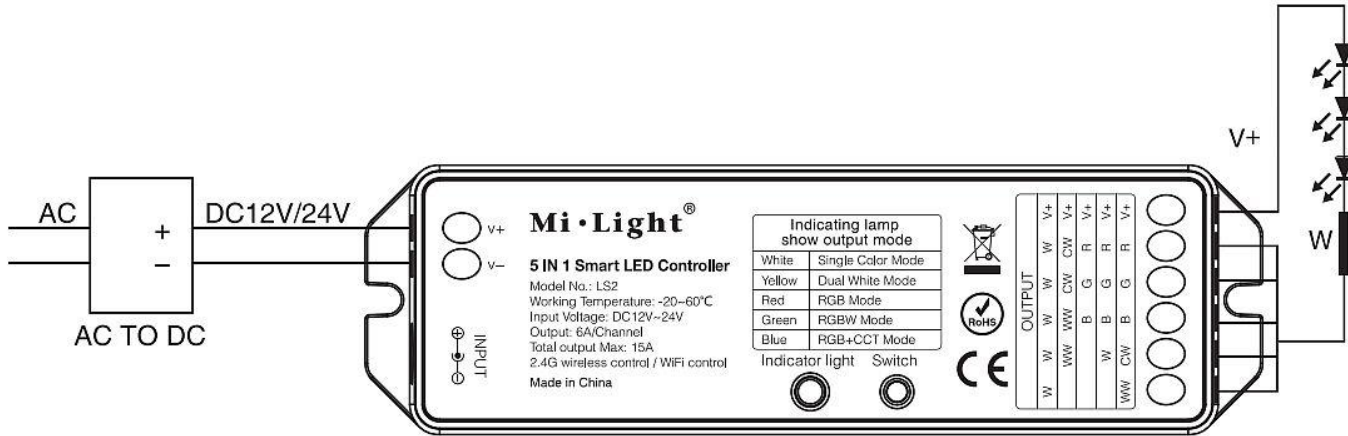 AC
+
−
DC12V/24V
AC TO DC
V+
V−
INPUT
Mi·Light®
5 IN 1 Smart LED Controller
Model No.: LS2
Working Temperature: -20~60℃
Input Voltage: DC12V~24V
Output: 6A/Channel
Total output Max: 15A
2.4G wireless control / WiFi control
Made in China
Indicating lamp
show output mode
White Single Color Mode
Yellow Dual White Mode
Red RGB Mode
Green RGBW Mode
Blue RGB+CCT Mode
Indicator light Switch
RoHS
CE
OUTPUT
V+ V+ V+ V+ V+
W CW R R R
W CW G G G
W WW B B B
W WW W CW
W WW
V+
W